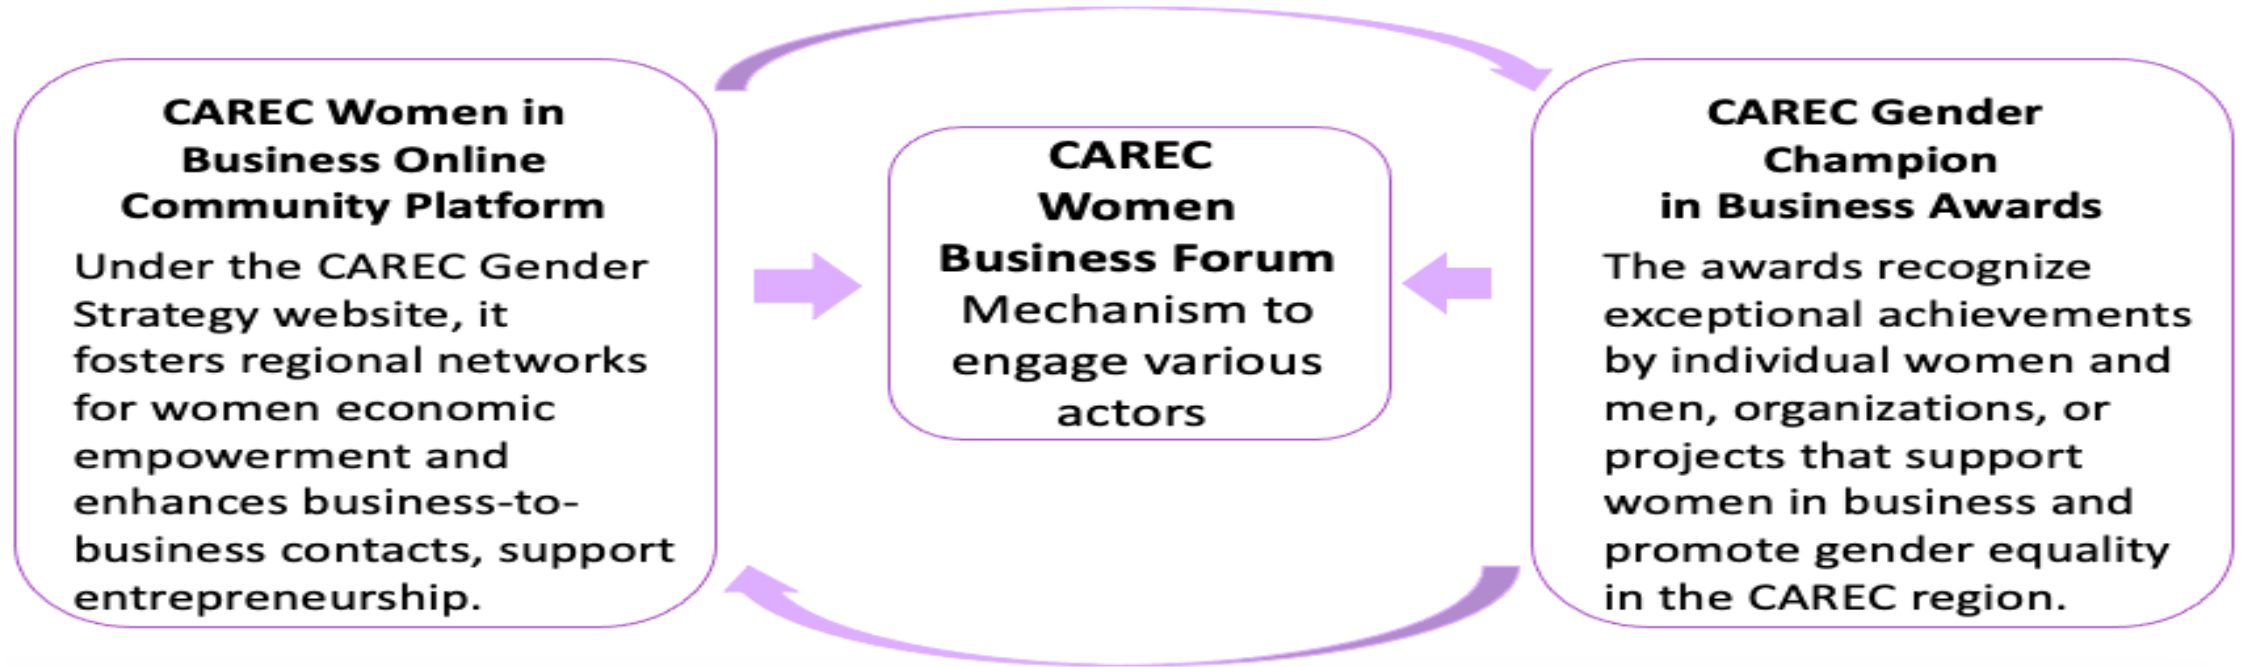 CAREC Women in
Business Online
Community Platform
Under the CAREC Gender
Strategy website, it
fosters regional networks
for women economic
empowerment and
enhances business-to-
business contacts, support
entrepreneurship.
CAREC
Women
Business Forum
Mechanism to
engage various
actors
CAREC Gender
Champion
in Business Awards
The awards recognize
exceptional achievements
by individual women and
men, organizations, or
projects that support
women in business and
promote gender equality
in the CAREC region.